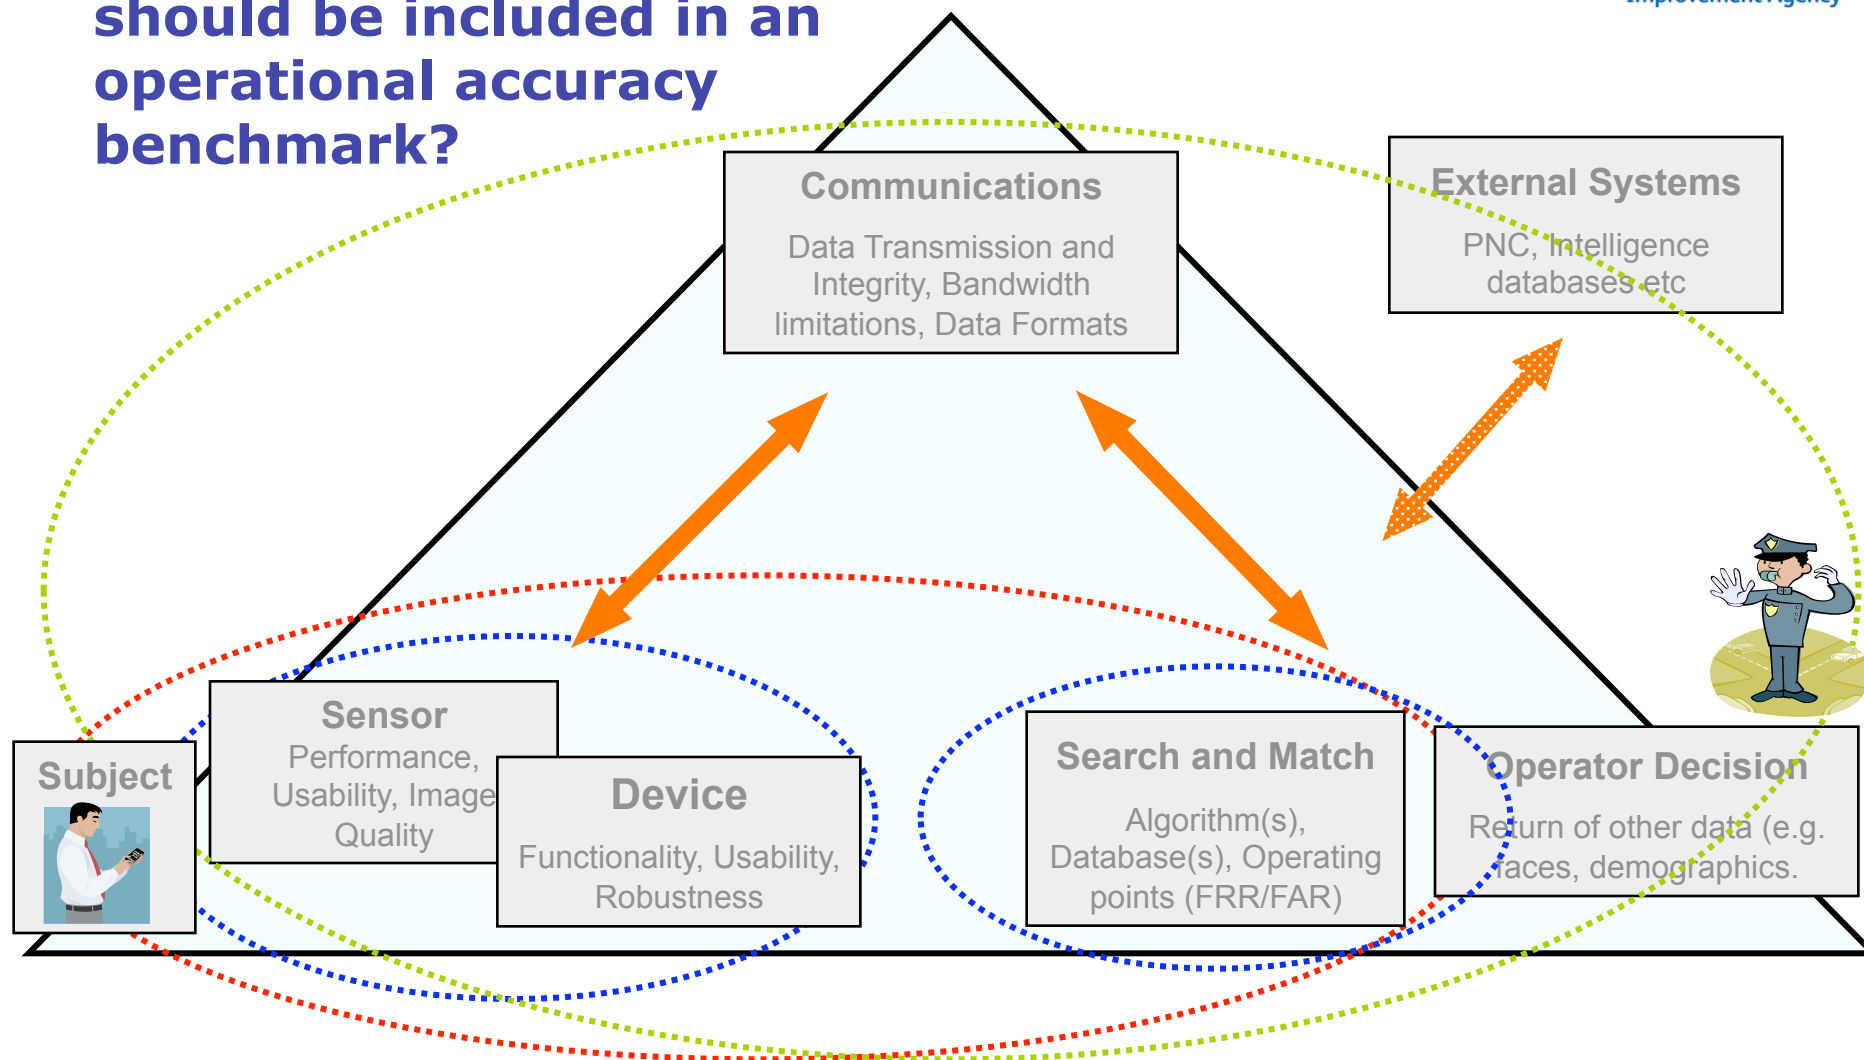 should be included in an
operational accuracy
benchmark?
Improvement Agency
Communications
Data Transmission and
Integrity, Bandwidth
limitations, Data Formats
External Systems
PNC, Intelligence
databases etc
Subject
Sensor
Performance,
Usability, Image
Quality
Device
Functionality, Usability,
Robustness
Search and Match
Algorithm(s),
Database(s), Operating
points (FRR/FAR)
Operator Decision
Return of other data (e.g.
faces, demographics.